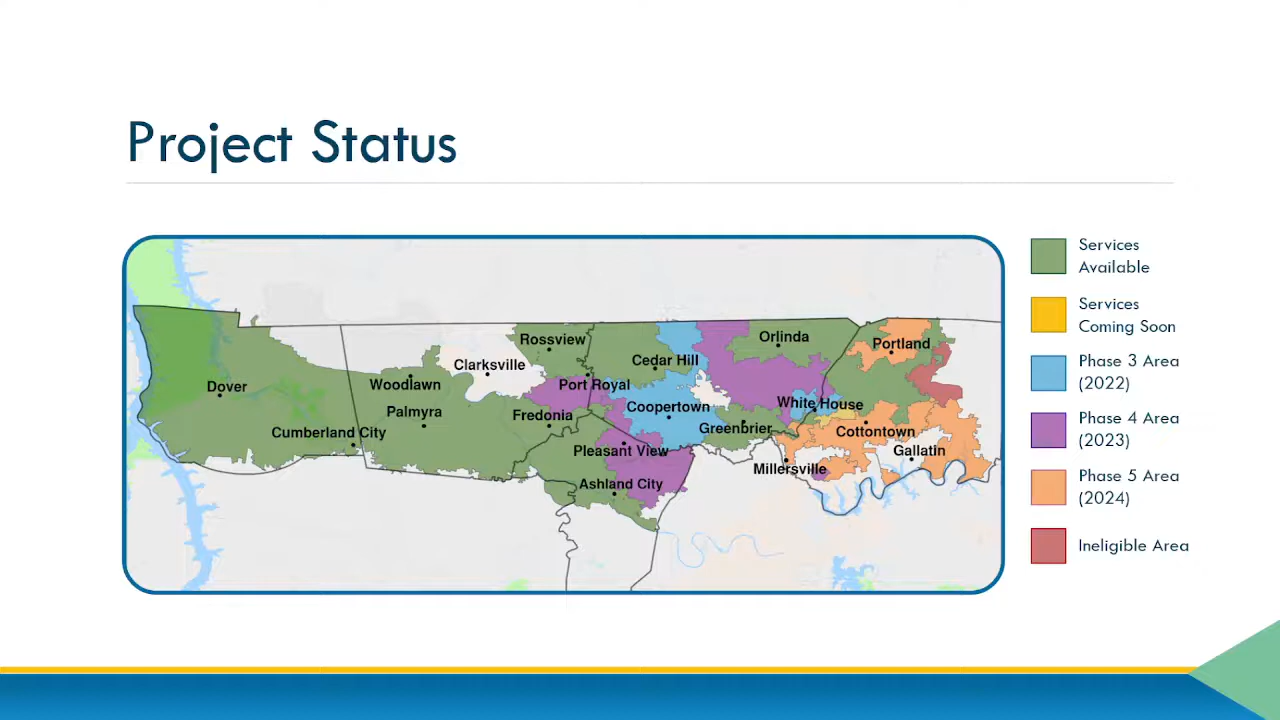 Project Status
Services
Available
Services
Coming Soon
Phase 3 Area
(2022)
Phase 4 Area
(2023)
Phase 5 Area
(2024)
Ineligible Area
Orlinda
Rossview
Portland
Cedar Hill
Clarksville
Dover
Woodlawn
Port Royal
White House
Coopertown
Palmyra
Fredonia
Greenbrier
Cumberland City
Cottontown
Pleasant View
Gallatin
Millersville
Ashland City